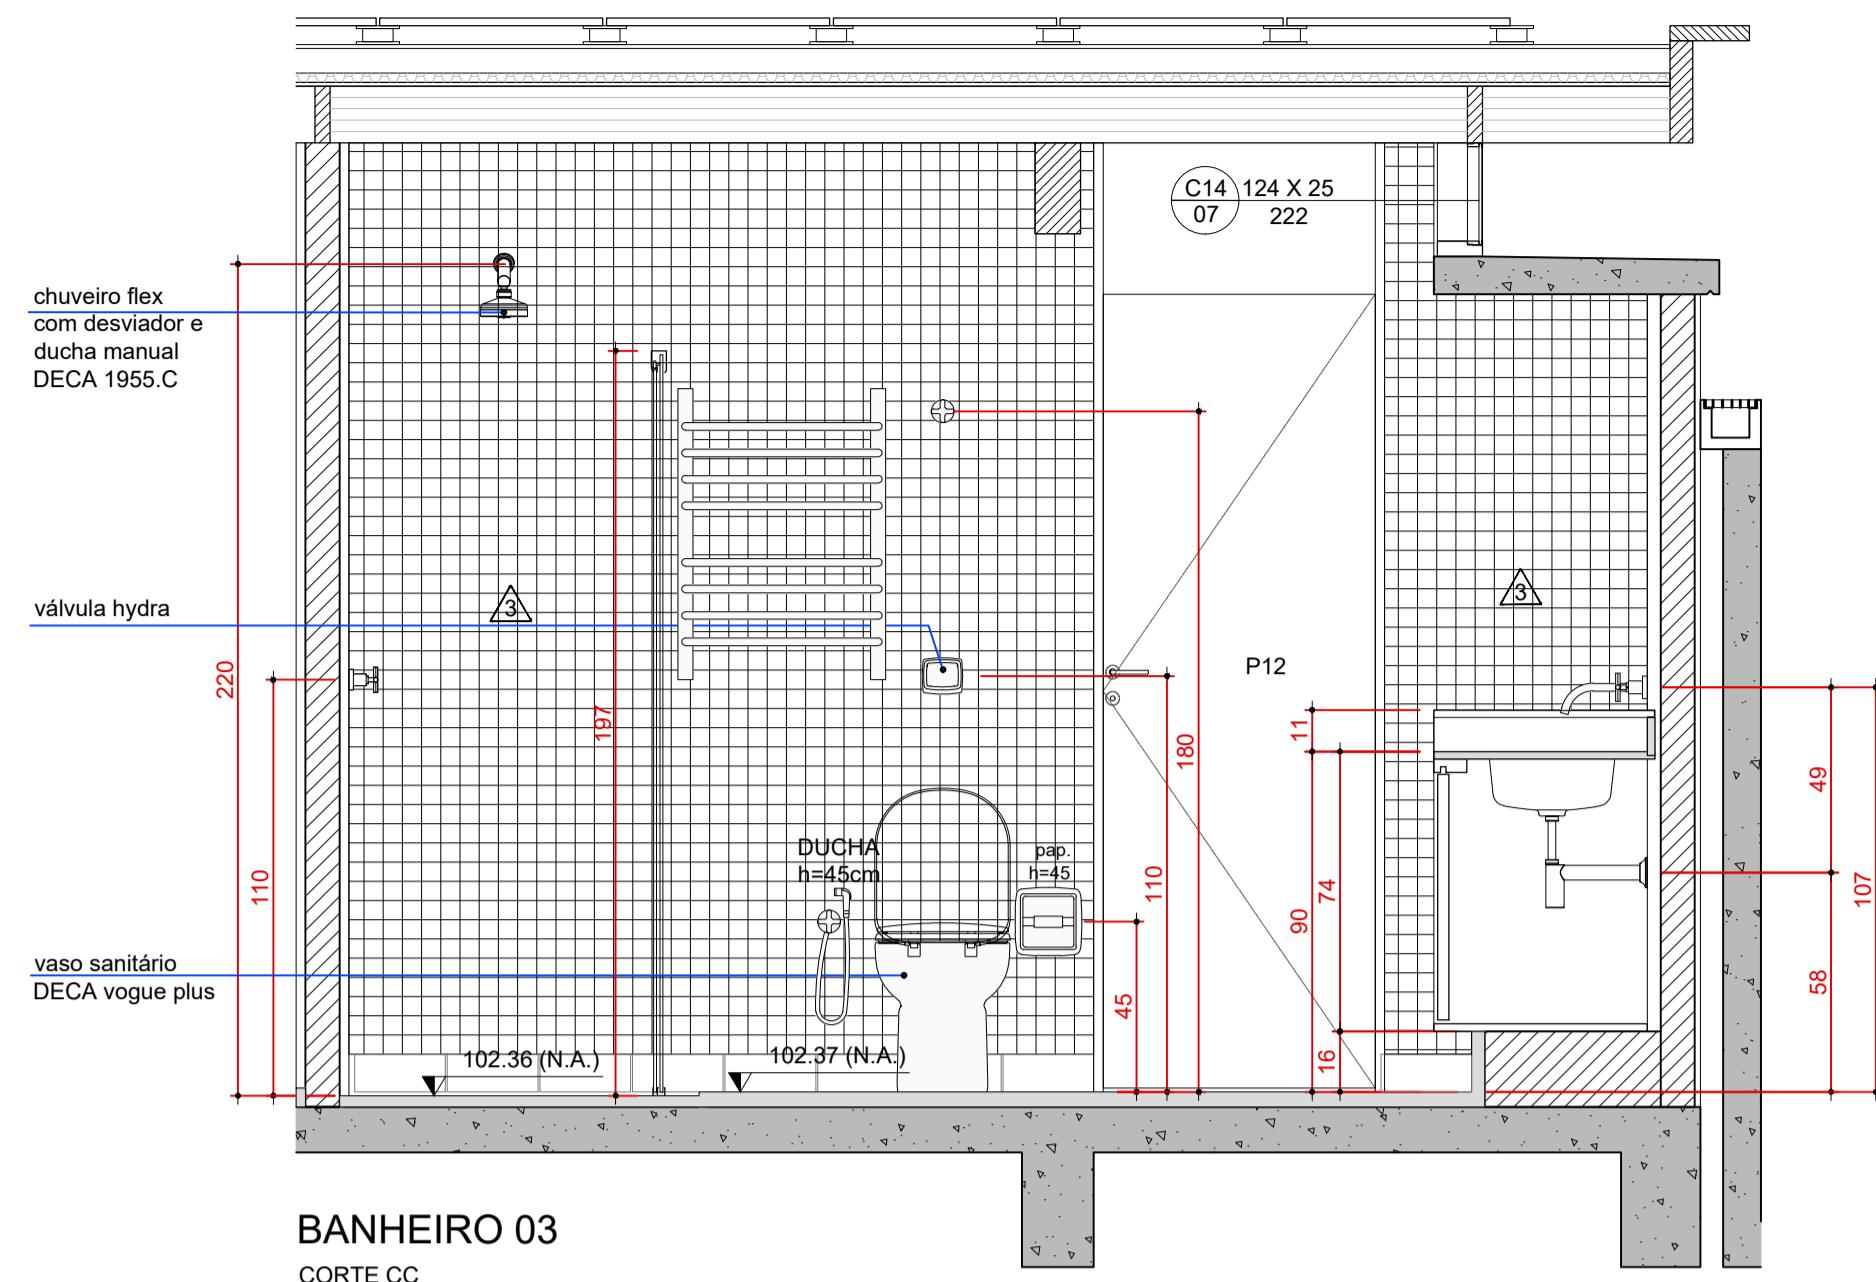 C14 124 X 25
07 222
chuveiro flex
com desviador e
ducha manual
DECA 1955.C
válvula hydra
3
3
P12
220
110
197
180
110
45
11
90
74
16
49
58
107
DUCHA
h=45cm
pap.
h=45
vaso sanitário
DECA vogue plus
102.36 (N.A.)
102.37 (N.A.)
BANHEIRO 03
CORTE CC